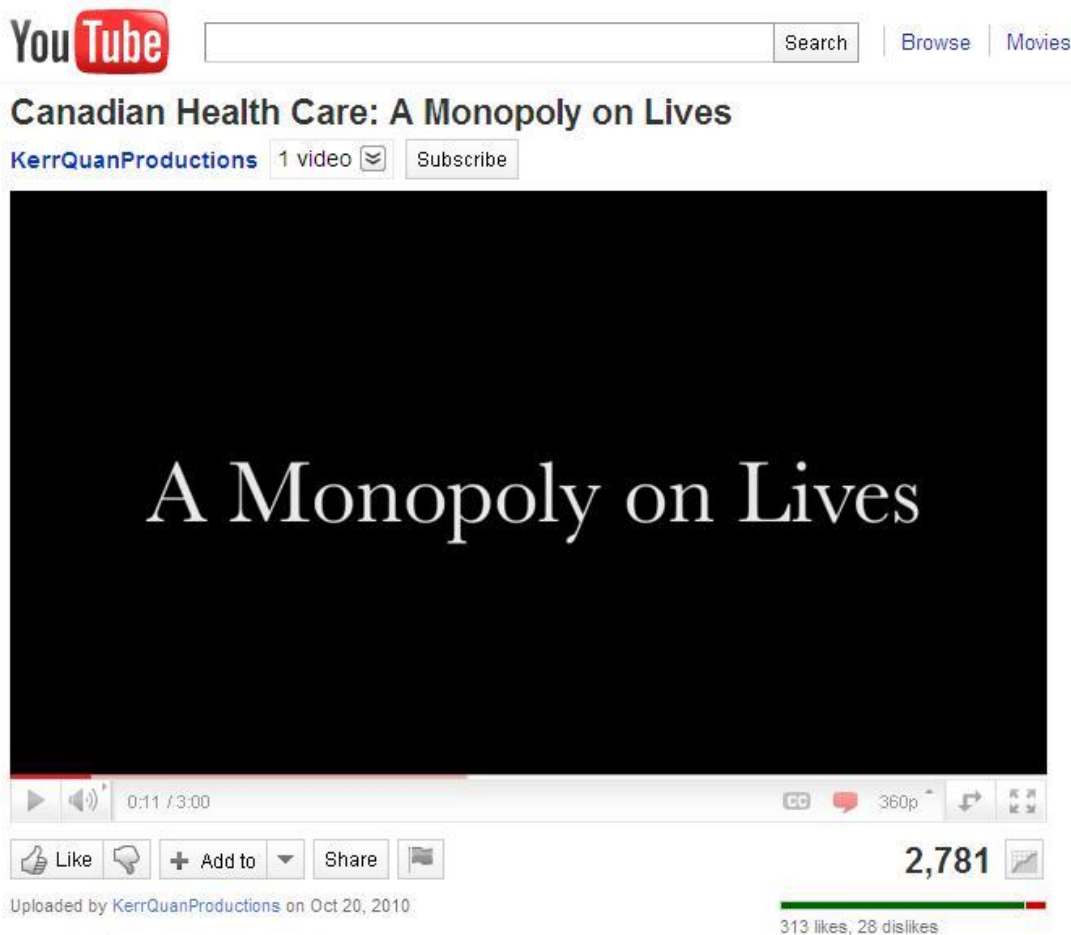 YouTube Search Browse Movies
Canadian Health Care: A Monopoly on Lives
KerrQuanProductions 1 video Subscribe
A Monopoly on Lives
0:11 / 3:00 CC 360p
Like Add to Share 2,781
Uploaded by KerrQuanProductions on Oct 20, 2010
313 likes, 28 dislikes